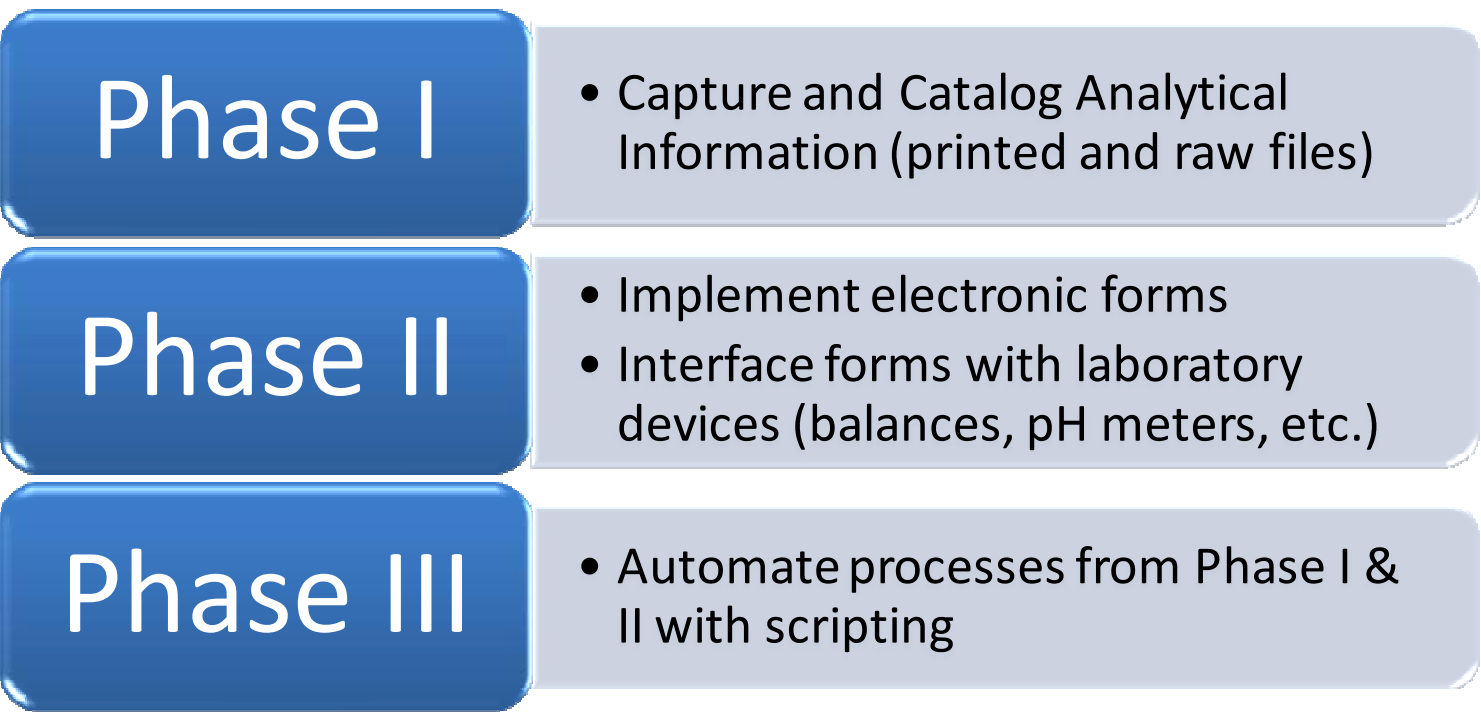 Phase I
• Capture and Catalog Analytical
Information (printed and raw files)
Phase II
• Implement electronic forms
• Interface forms with laboratory
devices (balances, pH meters, etc.)
Phase III
• Automate processes from Phase I &
II with scripting